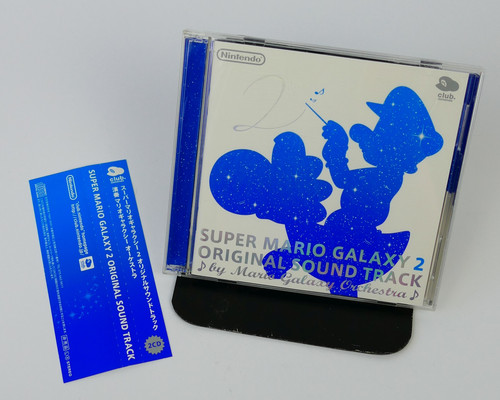 Nintendo
club.
2
SUPER MARIO GALAXY 2
ORIGINAL SOUND TRACK
♪ by Mario Galaxy Orchestra ♪
club.
Nintendo
スーパーマリオギャラクシー2 オリジナルサウンドトラック
演奏 マリオギャラクシー オーケストラ
SUPER MARIO GALAXY 2 ORIGINAL SOUND TRACK
2CD